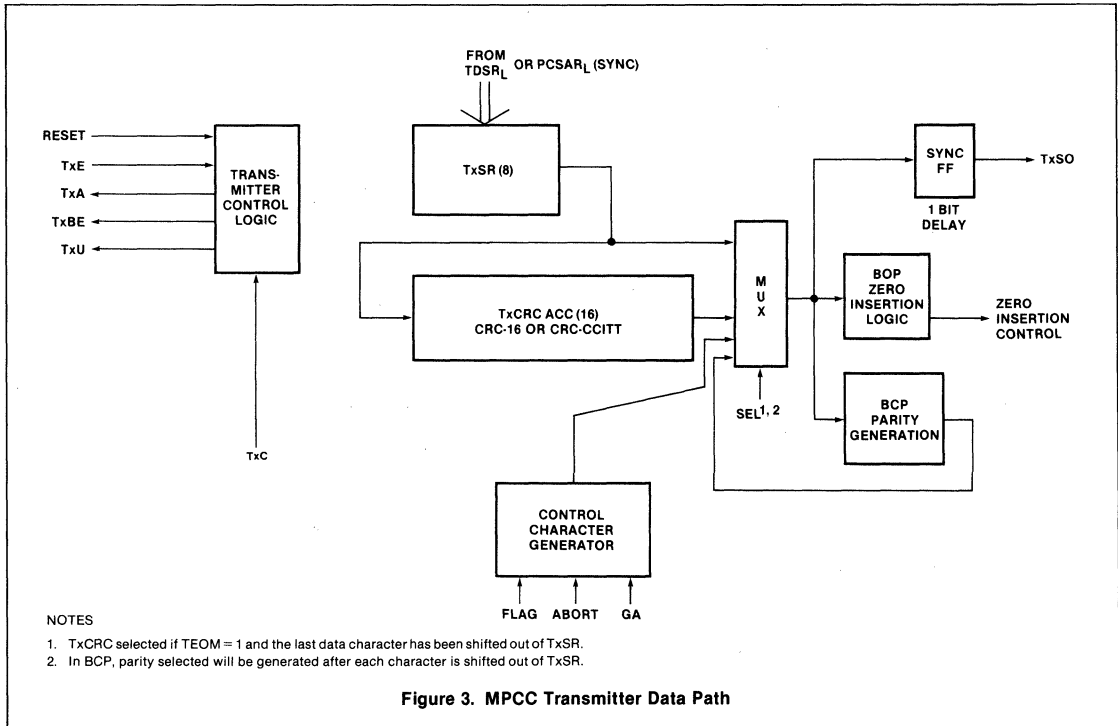 FROM
TDSRL OR PCSARL (SYNC)
RESET
TxE
TxA
TxBE
TxU
TRANS-
MITTER
CONTROL
LOGIC
TxC
TxSR (8)
TxCRC ACC (16)
CRC-16 OR CRC-CCITT
M
U
X
SEL1, 2
SYNC
FF
1 BIT
DELAY
TxSO
BOP
ZERO
INSERTION
LOGIC
ZERO
INSERTION
CONTROL
BCP
PARITY
GENERATION
CONTROL
CHARACTER
GENERATOR
FLAG ABORT GA
NOTES
1. TxCRC selected if TEOM = 1 and the last data character has been shifted out of TxSR.
2. In BCP, parity selected will be generated after each character is shifted out of TxSR.
Figure 3. MPCC Transmitter Data Path